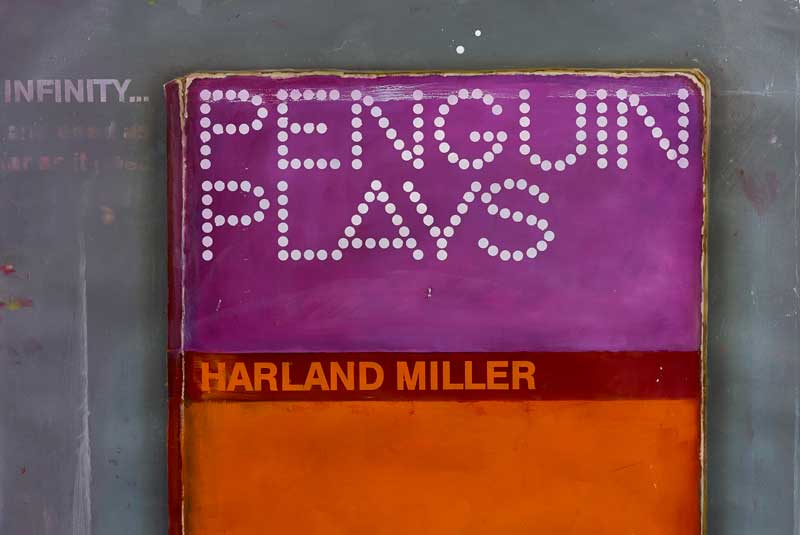 INFINITY...
PENGUIN
PLAYS
HARLAND MILLER